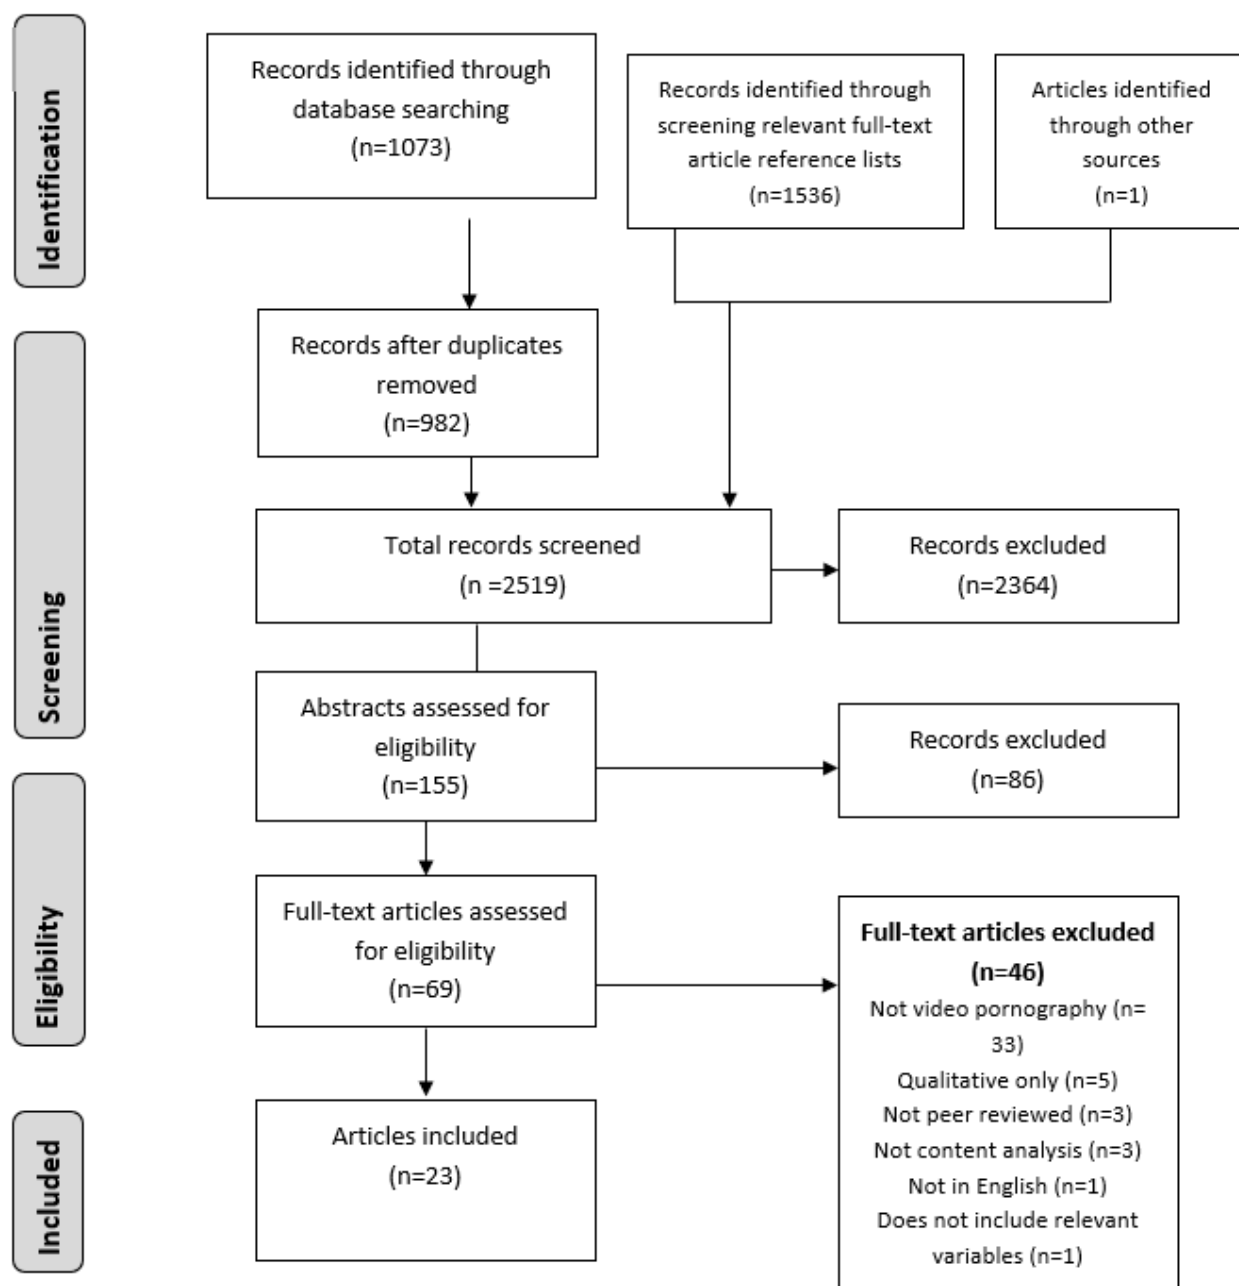 Identification
Records identified through
database searching
(n=1073)
Records identified through
screening relevant full-text
article reference lists
(n=1536)
Articles identified
through other
sources
(n=1)
Screening
Records after duplicates
removed
(n=982)
Total records screened
(n =2519)
Records excluded
(n=2364)
Abstracts assessed for
eligibility
(n=155)
Records excluded
(n=86)
Eligibility
Full-text articles assessed
for eligibility
(n=69)
Full-text articles excluded
(n=46)
Not video pornography (n=
33)
Qualitative only (n=5)
Not peer reviewed (n=3)
Not content analysis (n=3)
Not in English (n=1)
Does not include relevant
variables (n=1)
Included
Articles included
(n=23)